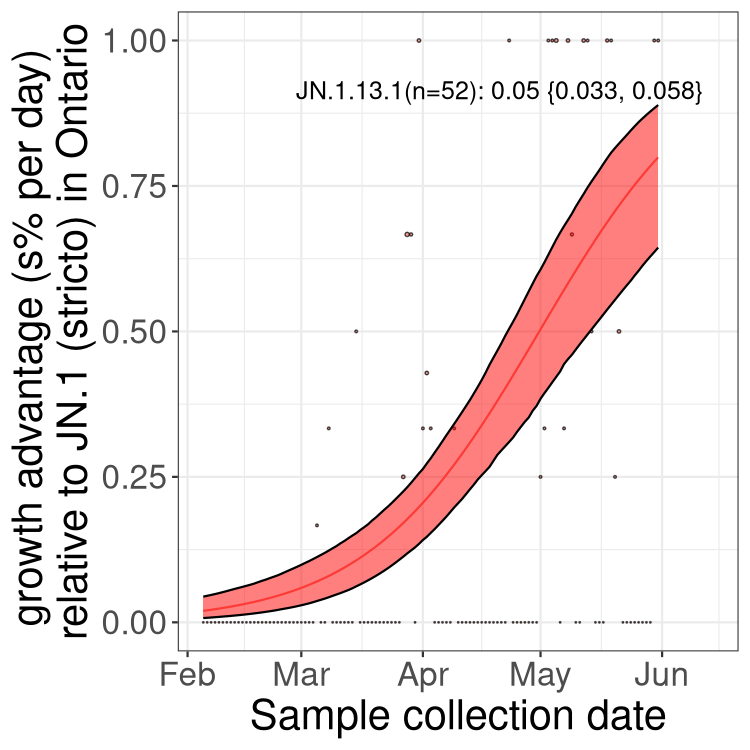 growth advantage (s% per day)
relative to JN.1 (stricto) in Ontario
1.00
0.75
0.50
0.25
0.00
JN.1.13.1(n=52): 0.05 {0.033, 0.058}
Feb Mar Apr May Jun
Sample collection date